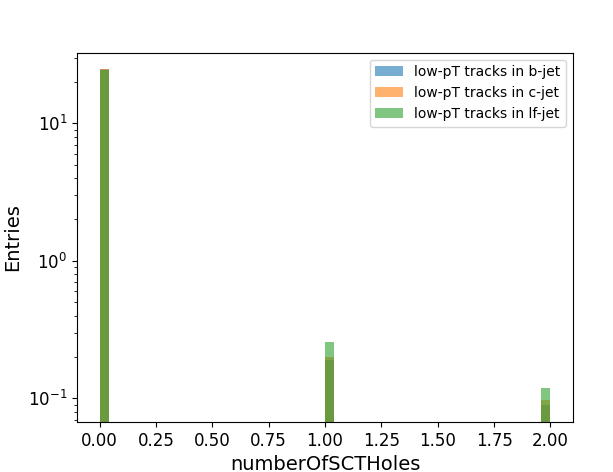 low-pT tracks in b-jet
low-pT tracks in c-jet
low-pT tracks in lf-jet
Entries
10¹
10⁰
10⁻¹
0.00 0.25 0.50 0.75 1.00 1.25 1.50 1.75 2.00
numberOfSCTHoles